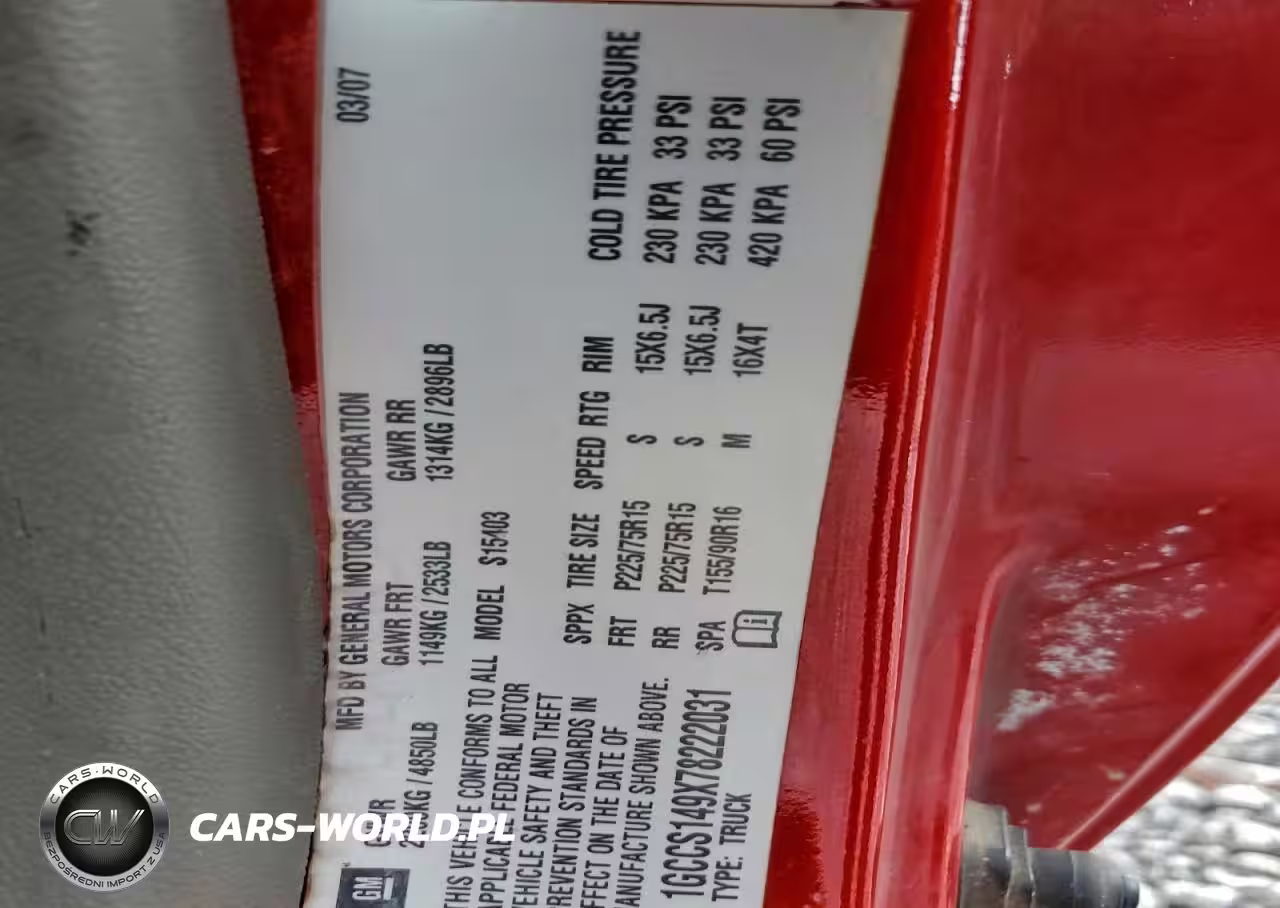 MFD BY GENERAL MOTORS CORPORATION 03/07
GM
GAWR FRT GAWR RR
4850LB 1149KG / 2533LB 1314KG / 2896LB
THIS VEHICLE CONFORMS TO ALL MODEL S15403
APPLICABLE FEDERAL MOTOR
VEHICLE SAFETY AND THEFT
PREVENTION STANDARDS IN
EFFECT ON THE DATE OF
MANUFACTURE SHOWN ABOVE.
1GCCS149X78222031
TYPE: TRUCK
SPPX TIRE SIZE SPEED RTG RIM COLD TIRE PRESSURE
FRT P225/75R15 S 15X6.5J 230 KPA 33 PSI
RR P225/75R15 S 15X6.5J 230 KPA 33 PSI
SPA T155/90R16 M 16X4T 420 KPA 60 PSI
CARS-WORLD
CW
BEZPOŚREDNI IMPORT Z USA
CARS-WORLD.PL